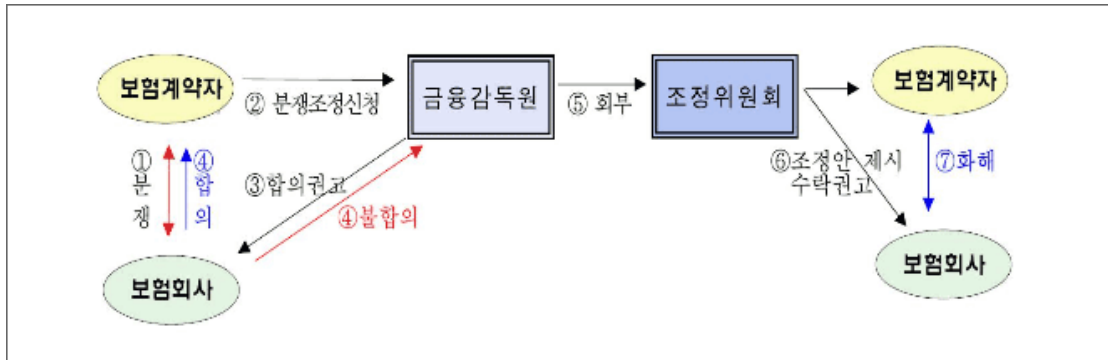 보험계약자
② 분쟁조정신청
금융감독원
⑤ 회부
조정위원회
보험계약자
①
분
쟁
④
합
의
③합의권고
④불합의
⑥조정안 제시
수락권고
⑦화해
보험회사
보험회사